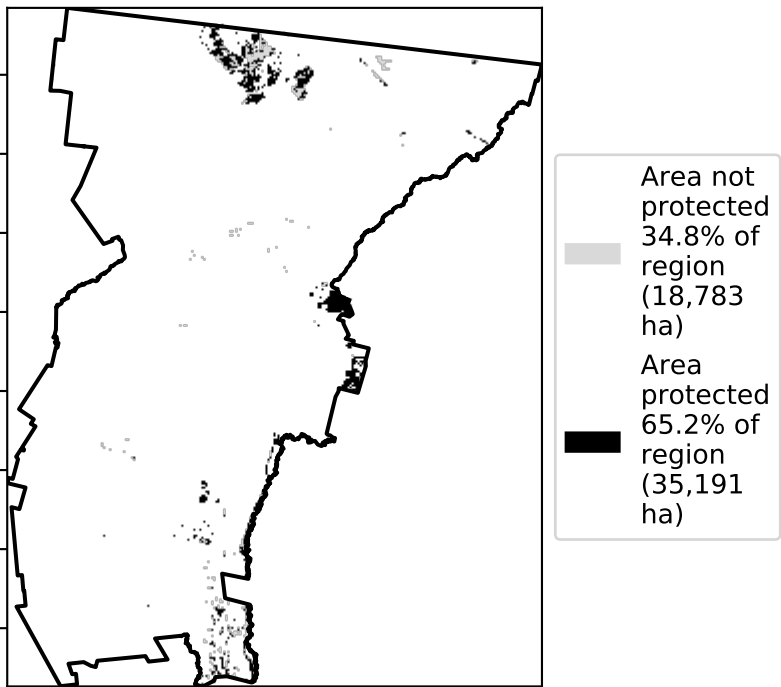 Area not
protected
34.8% of
region
(18,783
ha)
Area
protected
65.2% of
region
(35,191
ha)